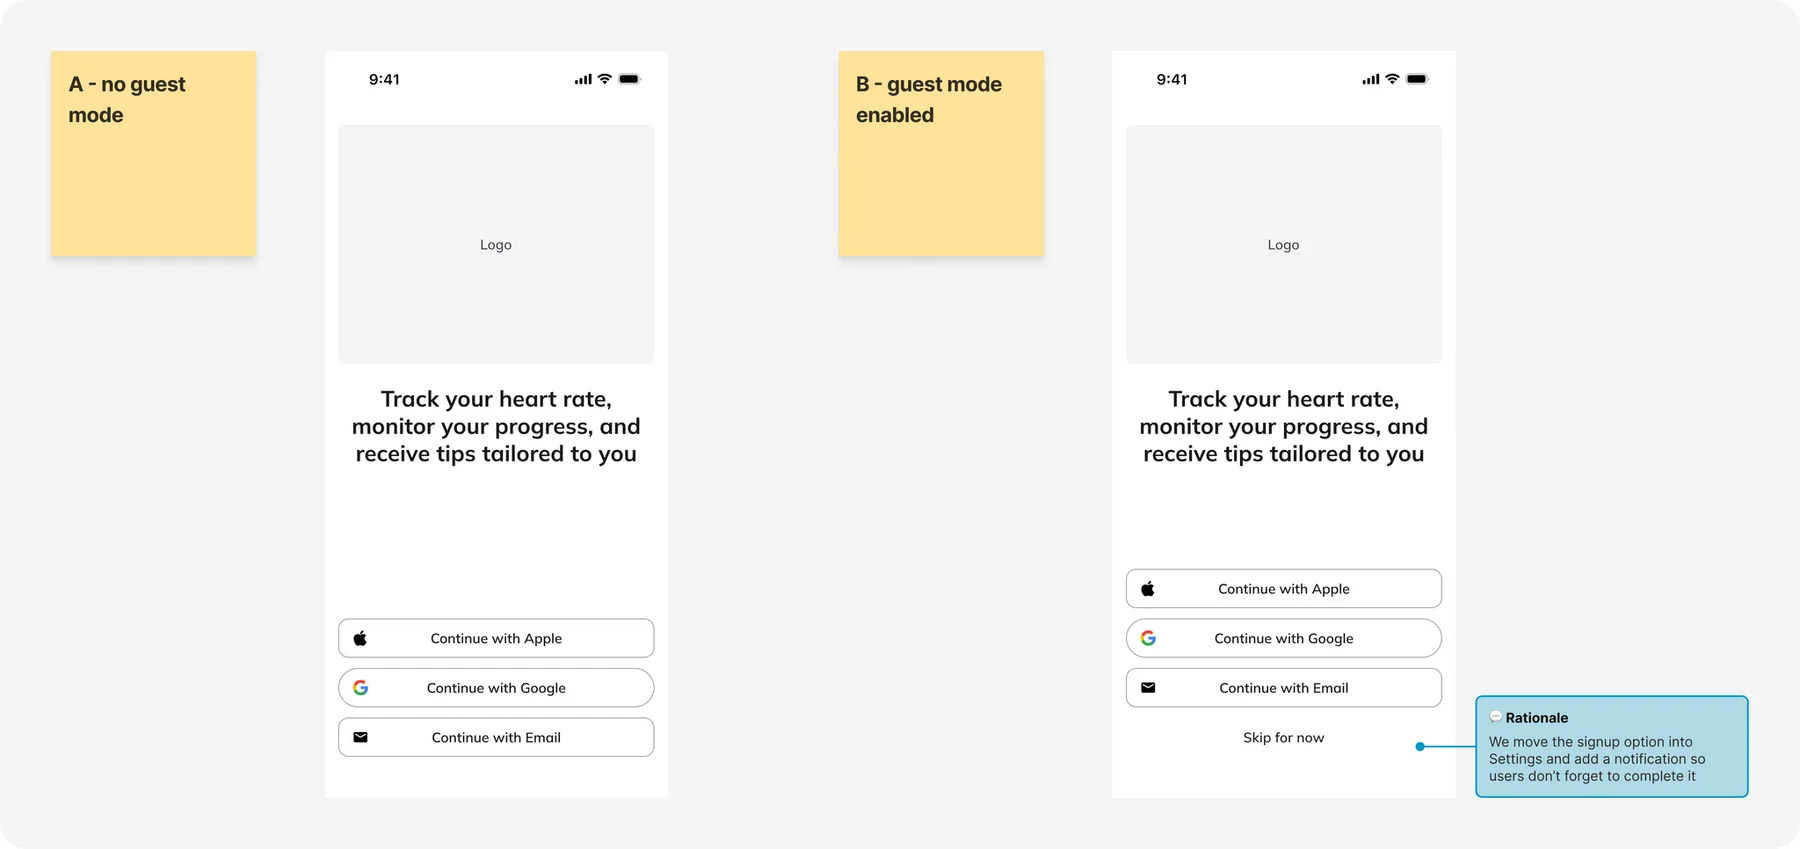 A - no guest
mode
9:41
Logo
Track your heart rate,
monitor your progress, and
receive tips tailored to you
Continue with Apple
Continue with Google
Continue with Email
B - guest mode
enabled
9:41
Logo
Track your heart rate,
monitor your progress, and
receive tips tailored to you
Continue with Apple
Continue with Google
Continue with Email
Skip for now
Rationale
We move the signup option into
Settings and add a notification so
users don’t forget to complete it